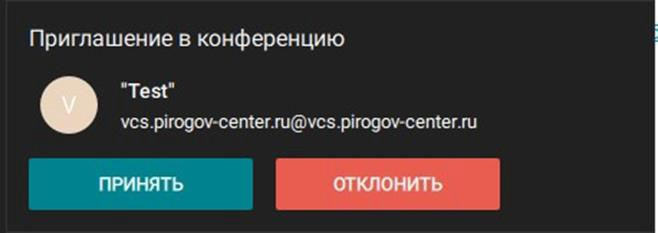 Приглашение в конференцию
V
"Test"
vcs.pirogov-center.ru@vcs.pirogov-center.ru
ПРИНЯТЬ ОТКЛОНИТЬ